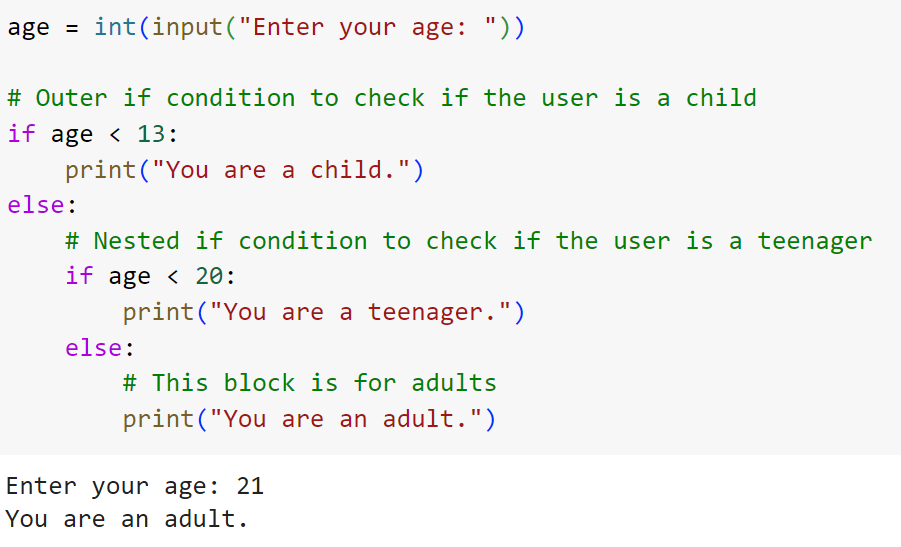 age = int(input("Enter your age: "))
# Outer if condition to check if the user is a child
if age < 13:
    print("You are a child.")
else:
    # Nested if condition to check if the user is a teenager
    if age < 20:
        print("You are a teenager.")
    else:
        # This block is for adults
        print("You are an adult.")
Enter your age: 21
You are an adult.